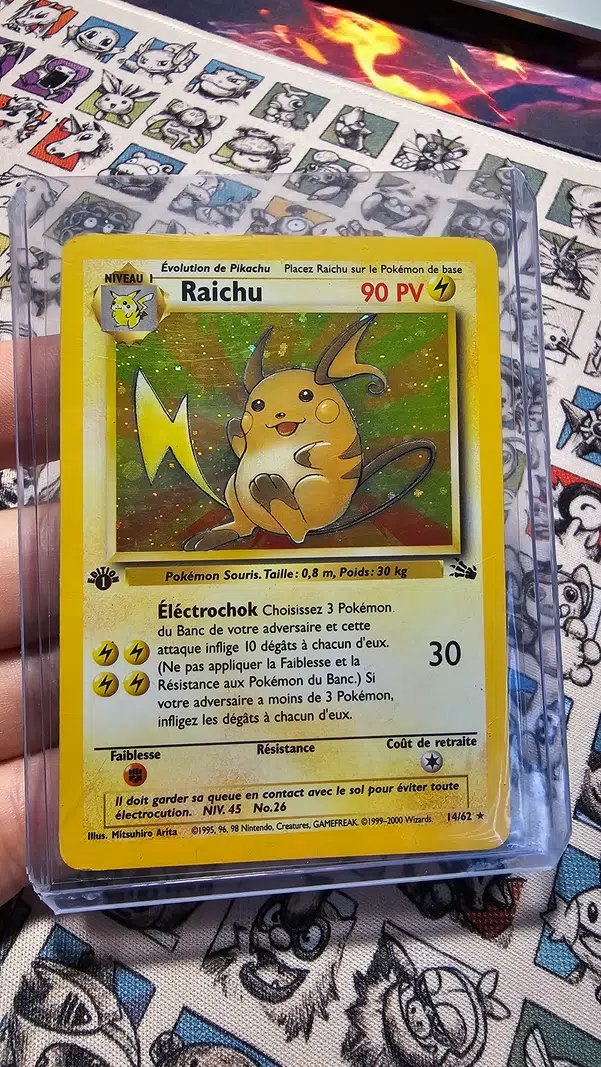 NIVEAU I
Évolution de Pikachu Placez Raichu sur le Pokémon de base
Raichu 90 PV
EDITION
1
Pokémon Souris. Taille : 0,8 m, Poids : 30 kg
Éléctrochok Choisissez 3 Pokémon
du Banc de votre adversaire et cette
attaque inflige 10 dégâts à chacun d'eux.
(Ne pas appliquer la Faiblesse et la
Résistance aux Pokémon du Banc.) Si
votre adversaire a moins de 3 Pokémon,
infligez les dégâts à chacun d'eux.
30
Faiblesse Résistance Coût de retraite
Il doit garder sa queue en contact avec le sol pour éviter toute
électrocution. NIV. 45 No.26
Illus. Mitsuhiro Arita ©1995, 96, 98 Nintendo, Creatures, GAMEFREAK. ©1999-2000 Wizards. 14/62 ★